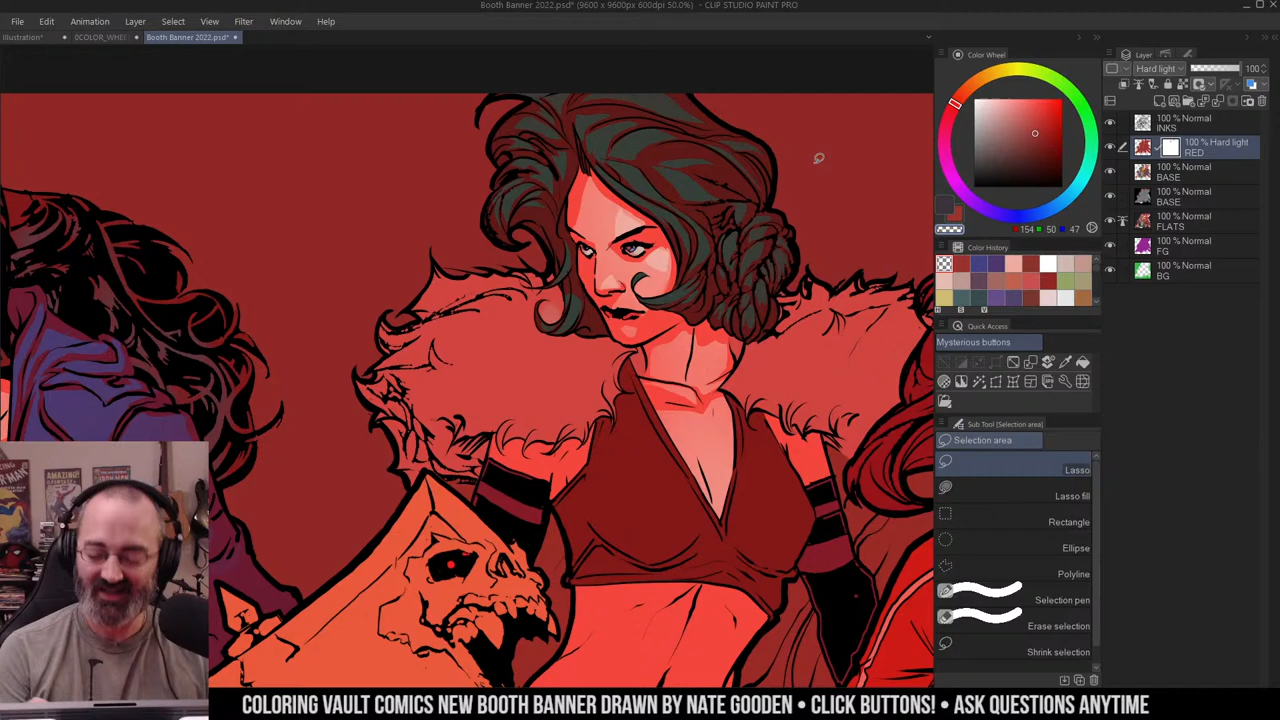 Booth Banner 2022.psd* (9600 x 9600px 600dpi 50.0%) - CLIP STUDIO PAINT PRO
File Edit Animation Layer Select View Filter Window Help
Illustration* 0COLOR_WHE Booth Banner 2022.psd*
Color Wheel
154 50 47
Color History
H S V
Quick Access
Mysterious buttons
Sub Tool [Selection area]
Selection area
Lasso
Lasso fill
Rectangle
Ellipse
Polyline
Selection pen
Erase selection
Shrink selection
Layer
Hard light 100
100 % Normal
INKS
100 % Hard light
RED
100 % Normal
BASE
100 % Normal
BASE
100 % Normal
FLATS
100 % Normal
FG
100 % Normal
BG
AMAZING
COLORING VAULT COMICS NEW BOOTH BANNER DRAWN BY NATE GOODEN • CLICK BUTTONS! • ASK QUESTIONS ANYTIME